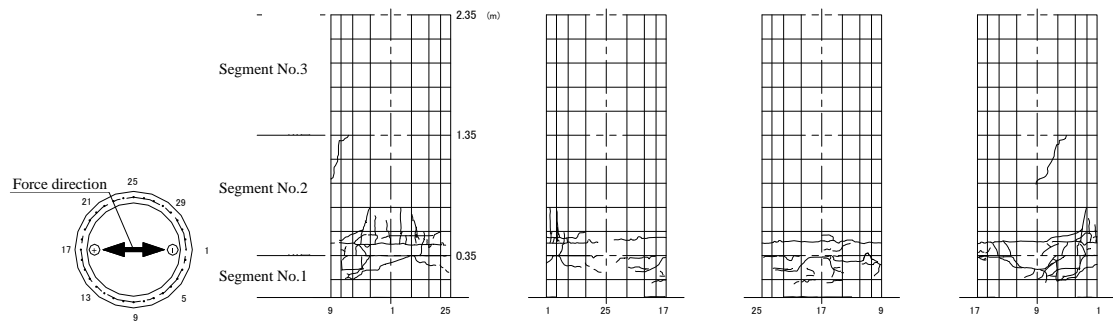 2.35 (m)
Segment No.3
1.35
Segment No.2
Force direction
25
21
29
17
1
13
5
9
0.35
Segment No.1
9 1 25
1 25 17
25 17 9
17 9 1